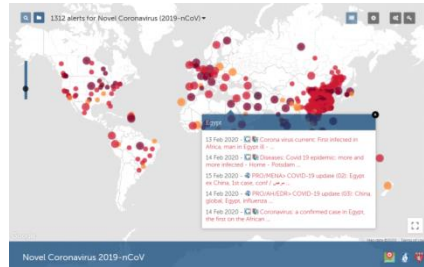 1312 alerts for Novel Coronavirus (2019-nCoV)
Egypt
13 Feb 2020 - Corona virus current: First infected in
Africa, man in Egypt ill - ...
14 Feb 2020 - Diseases: Covid 19 epidemic, more and
more infected - Home - Potsdam ...
15 Feb 2020 - PRO/MENA> COVID-19 update (02): Egypt
ex China, 1st case, conf /
14 Feb 2020 - PRO/AH/EDR> COVID-19 update (03): China,
global, Egypt, influenza ...
14 Feb 2020 - Coronavirus: a confirmed case in Egypt,
the first on the African ...
Novel Coronavirus 2019-nCoV